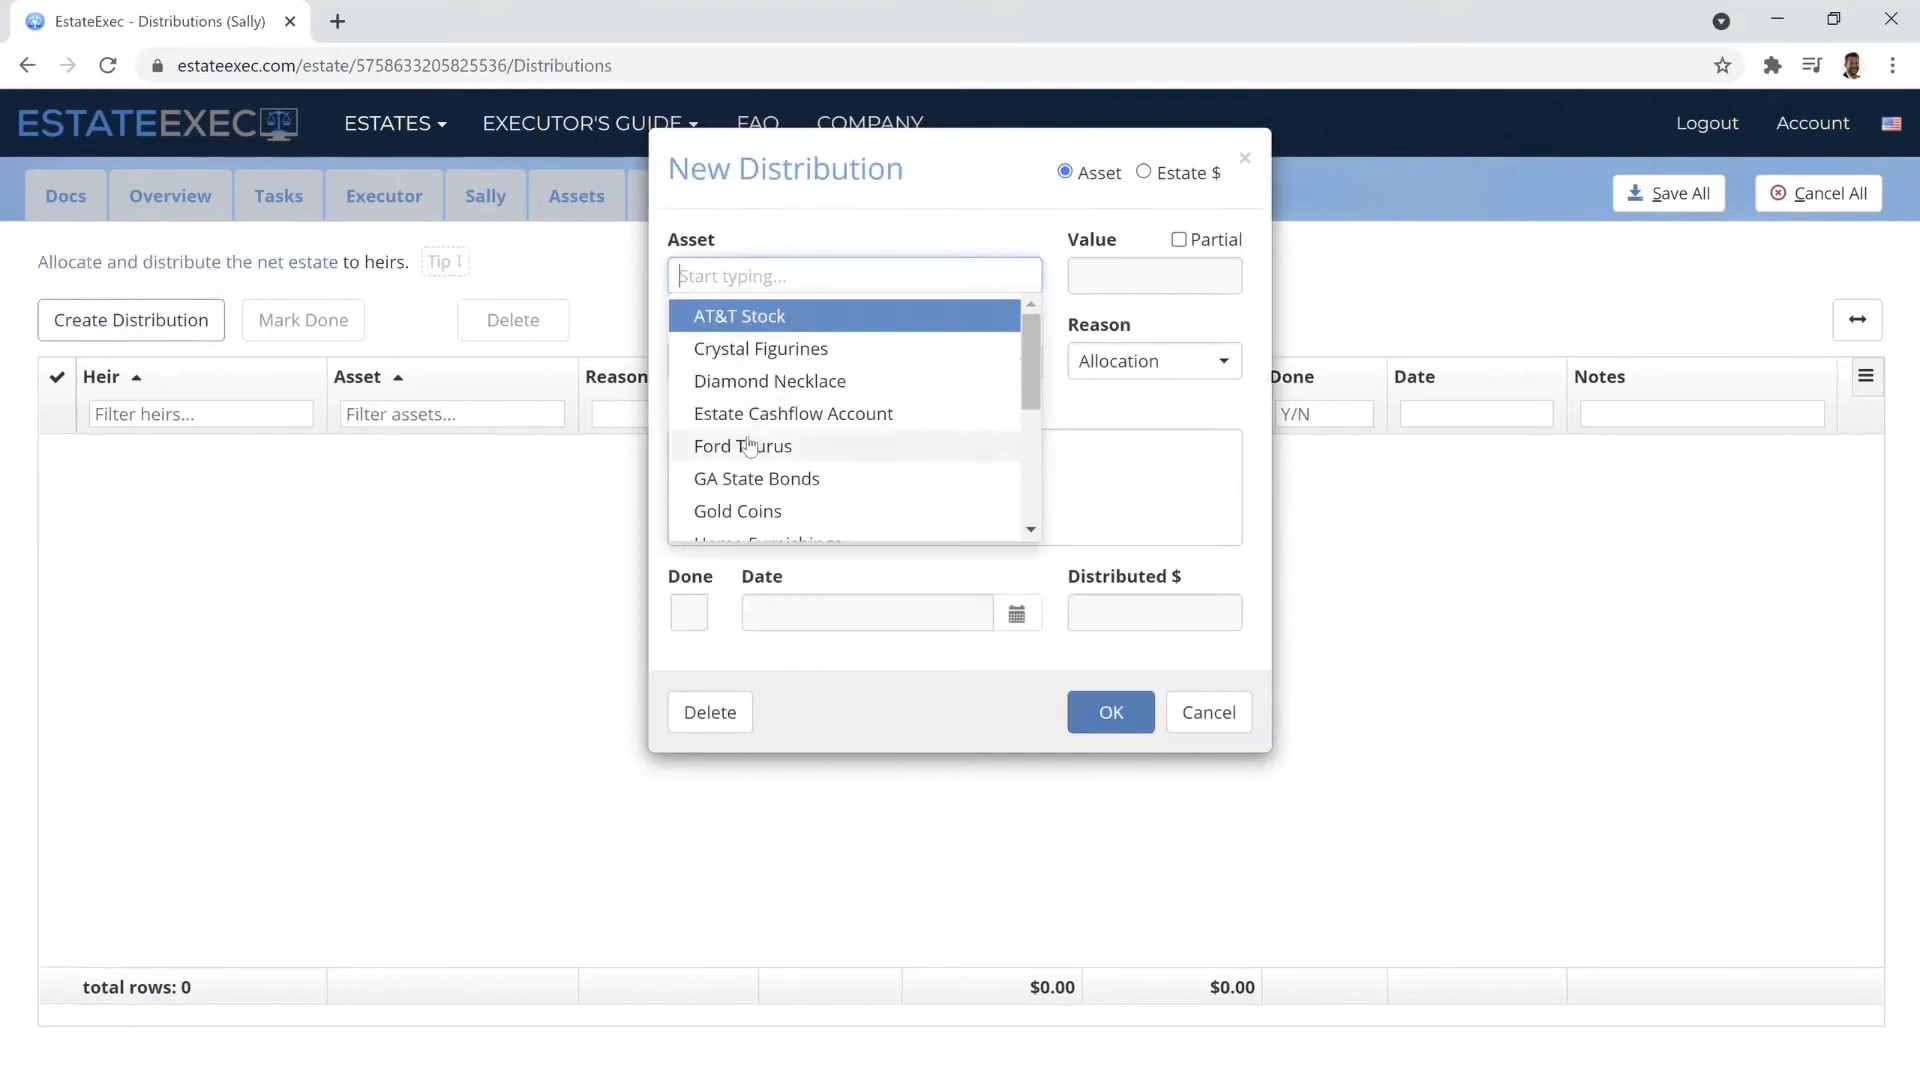 EstateExec - Distributions (Sally)
estateexec.com/estate/5758633205825536/Distributions
ESTATEEXEC
ESTATES
EXECUTOR'S GUIDE
FAQ
COMPANY
Logout
Account
Docs
Overview
Tasks
Executor
Sally
Assets
Save All
Cancel All
Allocate and distribute the net estate to heirs.
Tip
Create Distribution
Mark Done
Delete
Heir
Asset
Reason
Done
Date
Notes
Filter heirs...
Filter assets...
Y/N
total rows: 0
$0.00
$0.00
New Distribution
Asset
Estate $
×
Asset
Start typing...
Value
Partial
AT&T Stock
Crystal Figurines
Diamond Necklace
Estate Cashflow Account
Ford Taurus
GA State Bonds
Gold Coins
Reason
Allocation
Done
Date
Distributed $
Delete
OK
Cancel